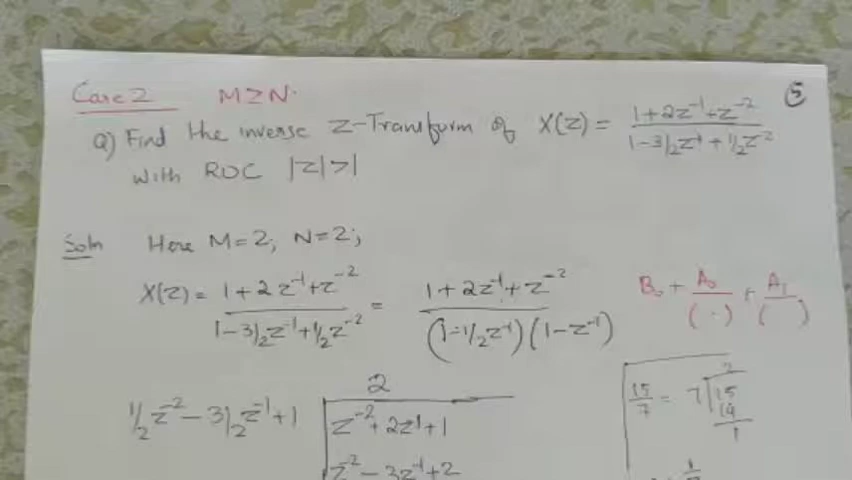 Case 2 M≥N.
⑤
Q) Find the inverse Z-Transform of X(z) = (1+2z⁻¹+z⁻²)/(1-3/2z⁻¹+1/2z⁻²)
with ROC |z|>1
Soln Here M=2, N=2;
X(z) = (1+2z⁻¹+z⁻²)/(1-3/2z⁻¹+1/2z⁻²) = (1+2z⁻¹+z⁻²)/((1-1/2z⁻¹)(1-z⁻¹))
B₀ + A₀/(·) + A₁/( )
2
1/2z⁻² - 3/2z⁻¹+1 | z⁻²+2z⁻¹+1
z⁻²-3z⁻¹+2
2
15/7 = 7)15
14
1